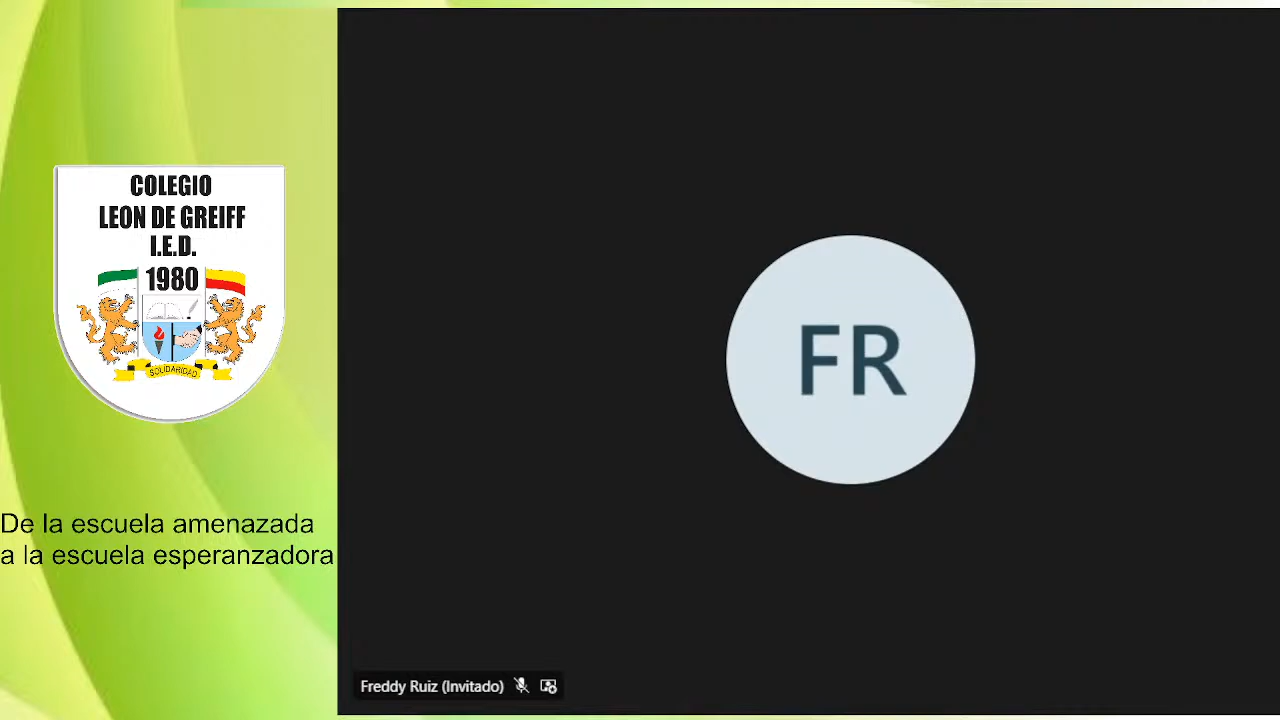 COLEGIO
LEON DE GREIFF
I.E.D.
1980
SOLIDARIDAD
De la escuela amenazada
a la escuela esperanzadora
FR
Freddy Ruiz (Invitado)